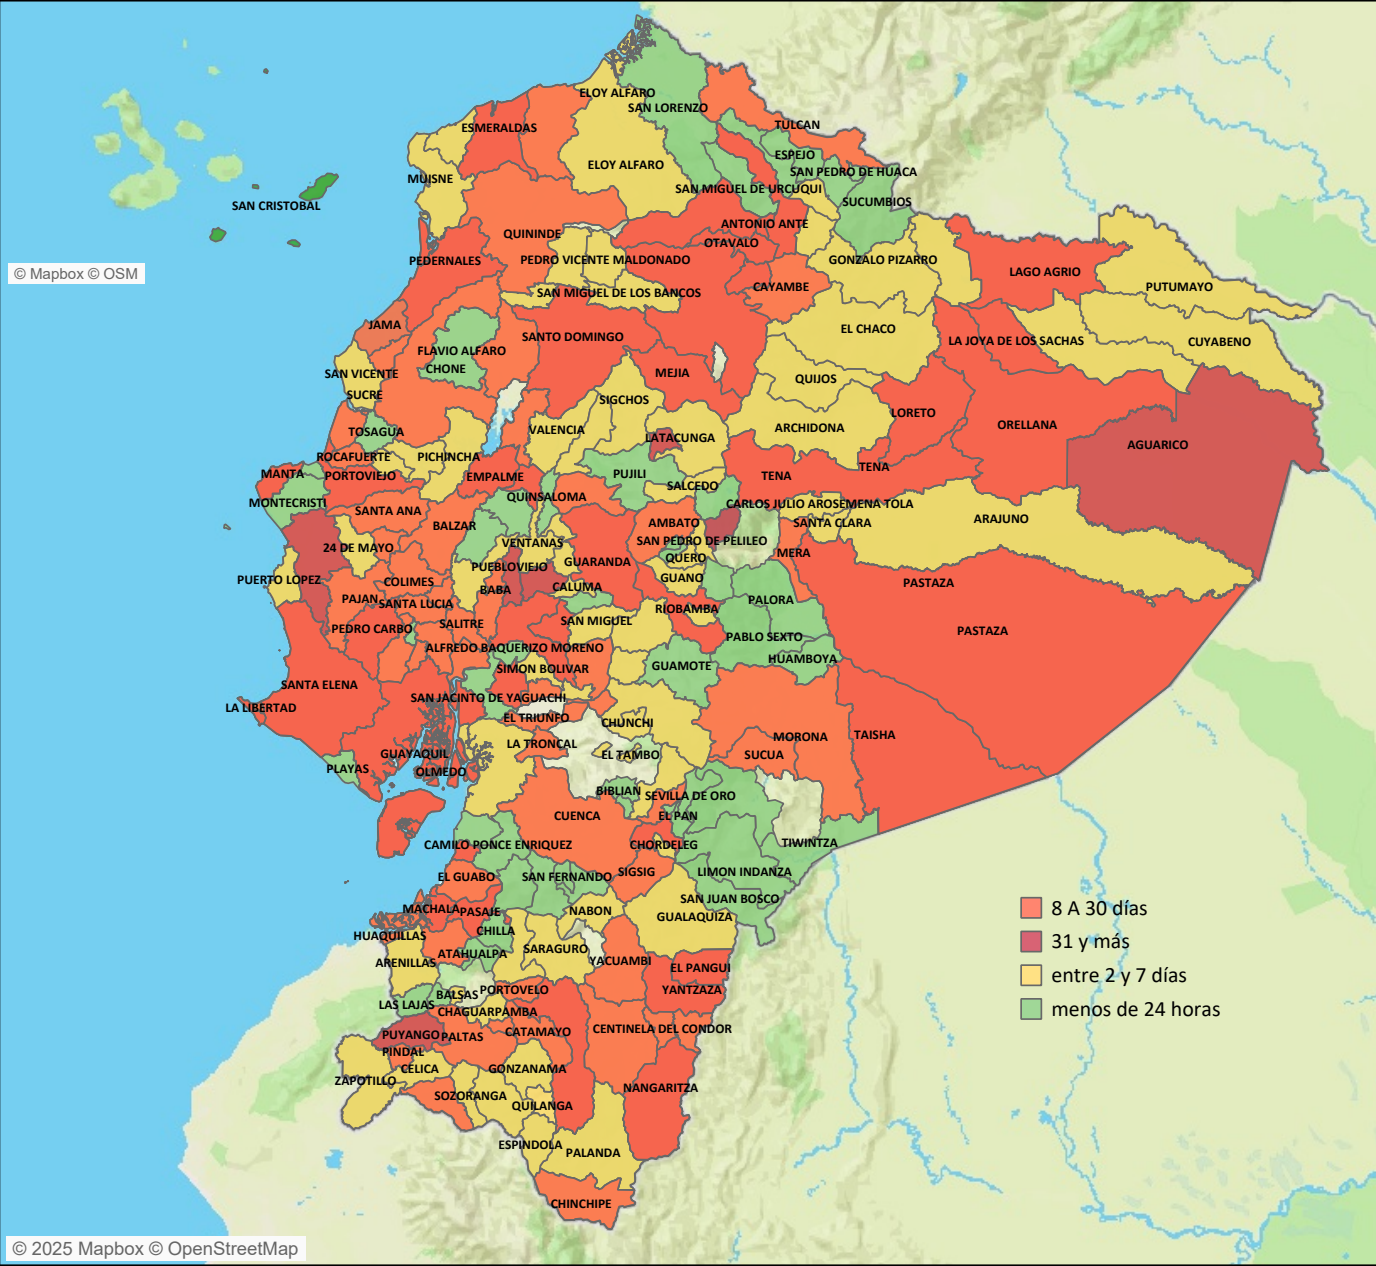 ELOY ALFARO
SAN LORENZO
ESMERALDAS
TULCAN
ESPEJO
ELOY ALFARO
SAN PEDRO DE HUACA
MUISNE
SAN MIGUEL DE URCUQUI
SUCUMBIOS
SAN CRISTOBAL
ANTONIO ANTE
QUININDE
OTAVALO
PEDERNALES
PEDRO VICENTE MALDONADO
GONZALO PIZARRO
LAGO AGRIO
© Mapbox © OSM
CAYAMBE
PUTUMAYO
SAN MIGUEL DE LOS BANCOS
JAMA
EL CHACO
SANTO DOMINGO
LA JOYA DE LOS SACHAS
CUYABENO
FLAVIO ALFARO
CHONE
SAN VICENTE
MEJIA
QUIJOS
SUCRE
SIGCHOS
LORETO
ORELLANA
TOSAGUA
VALENCIA
LATACUNGA
ARCHIDONA
AGUARICO
ROCAFUERTE
PICHINCHA
MANTA
PORTOVIEJO
EMPALME
PUJILI
TENA
TENA
SALCEDO
MONTECRISTI
QUINSALOMA
CARLOS JULIO AROSEMENA TOLA
SANTA ANA
BALZAR
AMBATO
SANTA CLARA
ARAJUNO
24 DE MAYO
VENTANAS
SAN PEDRO DE PELILEO
MERA
PUEBLOVIEJO
GUARANDA
QUERO
PUERTO LOPEZ
COLIMES
BABA
CALUMA
GUANO
PASTAZA
PAJAN
SANTA LUCIA
RIOBAMBA
PALORA
PEDRO CARBO
SALITRE
SAN MIGUEL
PABLO SEXTO
PASTAZA
ALFREDO BAQUERIZO MORENO
HUAMBOYA
SIMON BOLIVAR
GUAMOTE
SANTA ELENA
SAN JACINTO DE YAGUACHI
LA LIBERTAD
EL TRIUNFO
CHUNCHI
LA TRONCAL
MORONA
TAISHA
GUAYAQUIL
EL TAMBO
SUCUA
PLAYAS
OLMEDO
BIBLIAN
SEVILLA DE ORO
CUENCA
EL PAN
CAMILO PONCE ENRIQUEZ
CHORDELEG
TIWINTZA
EL GUABO
SAN FERNANDO
SIGSIG
LIMON INDANZA
SAN JUAN BOSCO
MACHALA
PASAJE
NABON
GUALAQUIZA
HUAQUILLAS
CHILLA
ATAHUALPA
SARAGURO
ARENILLAS
YACUAMBI
EL PANGUI
BALSAS
PORTOVELO
YANTZAZA
LAS LAJAS
CHAGUARPAMBA
PUYANGO
PALTAS
CATAMAYO
CENTINELA DEL CONDOR
PINDAL
CELICA
GONZANAMA
ZAPOTILLO
SOZORANGA
QUILANGA
NANGARITZA
ESPINDOLA
PALANDA
CHINCHIPE
8 A 30 días
31 y más
entre 2 y 7 días
menos de 24 horas
© 2025 Mapbox © OpenStreetMap